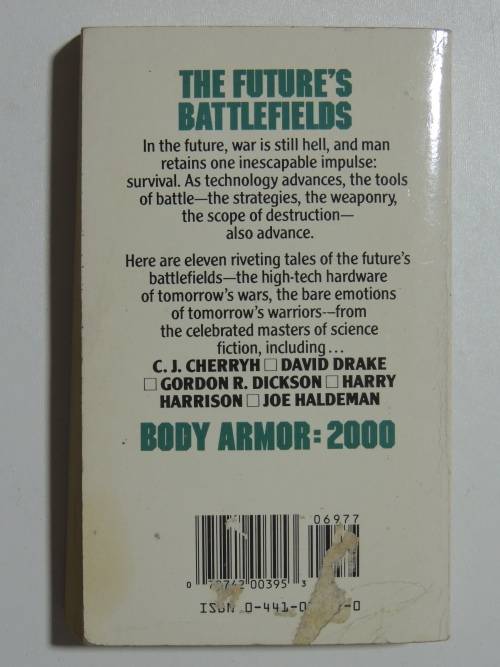 THE FUTURE'S
BATTLEFIELDS
In the future, war is still hell, and man
retains one inescapable impulse:
survival. As technology advances, the tools
of battle—the strategies, the weaponry,
the scope of destruction—
also advance.
Here are eleven riveting tales of the future's
battlefields—the high-tech hardware
of tomorrow's wars, the bare emotions
of tomorrow's warriors—from
the celebrated masters of science
fiction, including...
C. J. CHERRYH □ DAVID DRAKE
□ GORDON R. DICKSON □ HARRY
HARRISON □ JOE HALDEMAN
BODY ARMOR: 2000
06977
0 00395 3
ISBN